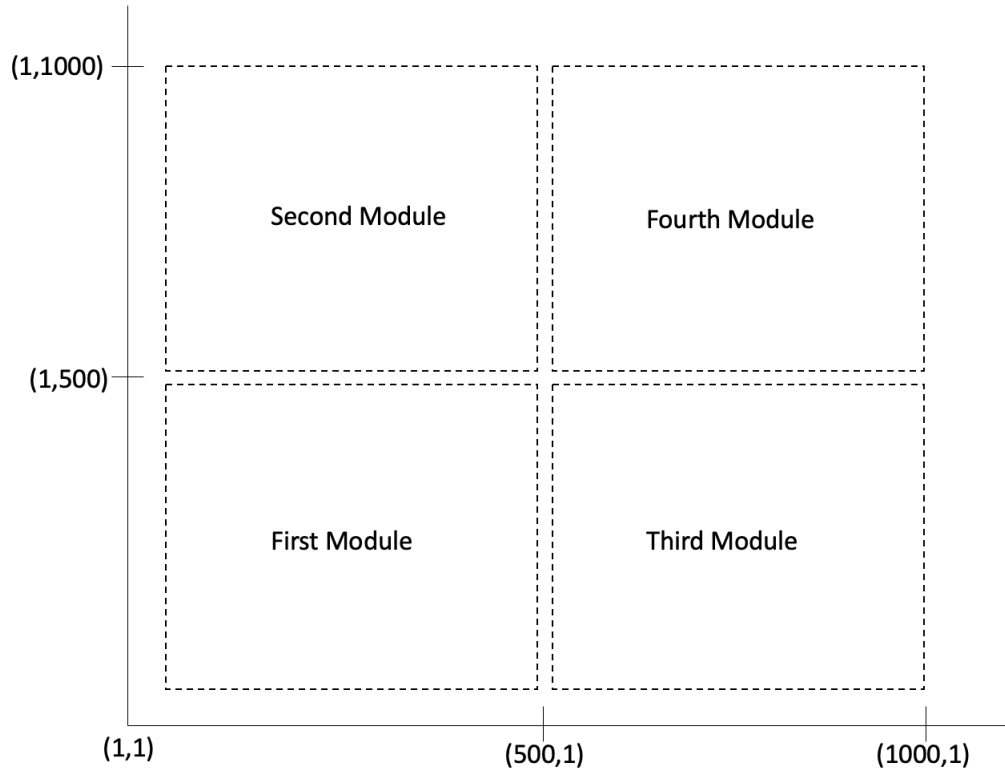 (1,1000)
Second Module
Fourth Module
(1,500)
First Module
Third Module
(1,1)
(500,1)
(1000,1)